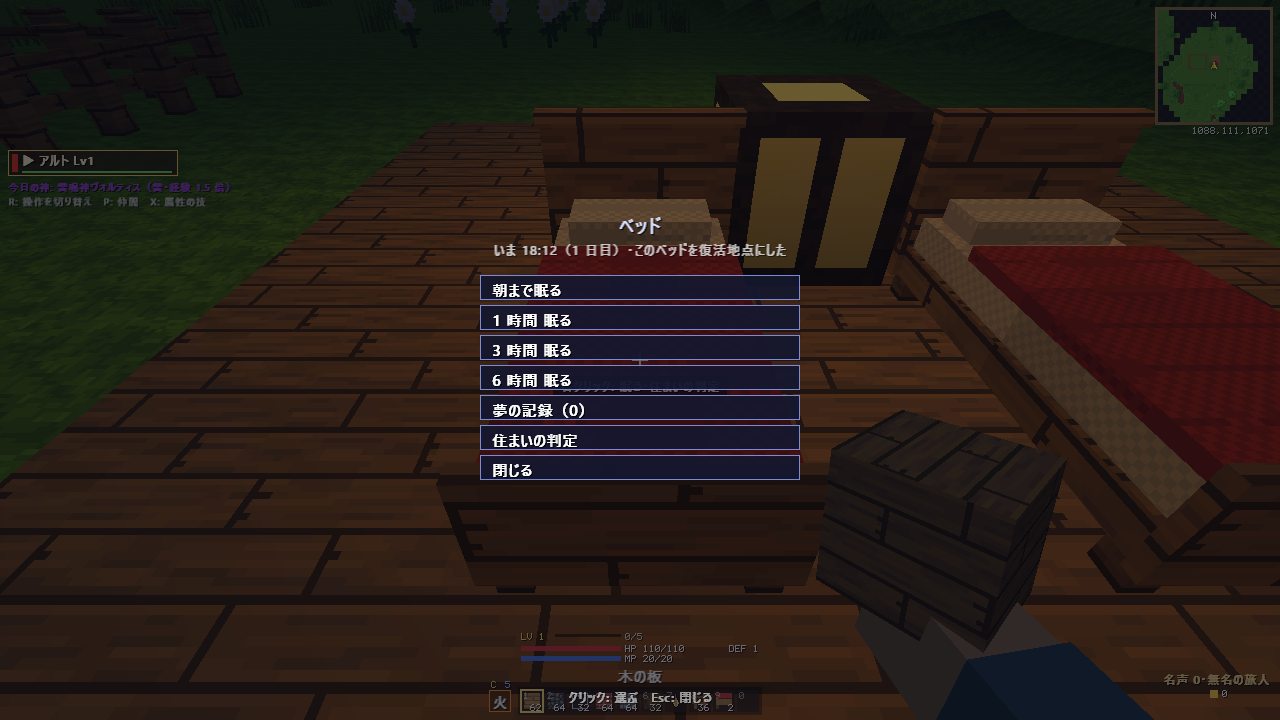 N
1088,111,1071
▶ アルト Lv1
今日の神: 雷鳴神ヴォルティス（雷・経験 1.5 倍）
R: 操作を切り替え P: 仲間 X: 属性の技
ベッド
いま 18:12（1 日目）・このベッドを復活地点にした
朝まで眠る
1 時間 眠る
3 時間 眠る
6 時間 眠る
夢の記録（0）
住まいの判定
閉じる
LV 1 0/5
HP 110/110 DEF 1
MP 20/20
木の板
C 5
火
クリック: 選ぶ Esc: 閉じる
62 64 32 64 64 32 36 2
名声 0・無名の旅人
0